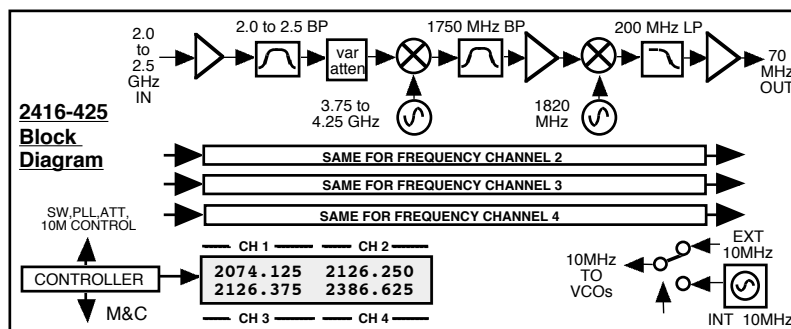 2.0 to 2.5 BP
1750 MHz BP
200 MHz LP
2.0
to
2.5
GHz
IN
var
atten
70
MHz
OUT
3.75 to
4.25 GHz
1820
MHz
2416-425
Block
Diagram
SAME FOR FREQUENCY CHANNEL 2
SAME FOR FREQUENCY CHANNEL 3
SAME FOR FREQUENCY CHANNEL 4
SW,PLL,ATT,
10M CONTROL
CONTROLLER
M&C
CH 1 CH 2
2074.125 2126.250
2126.375 2386.625
CH 3 CH 4
10MHz
TO
VCOs
EXT
10MHz
INT 10MHz